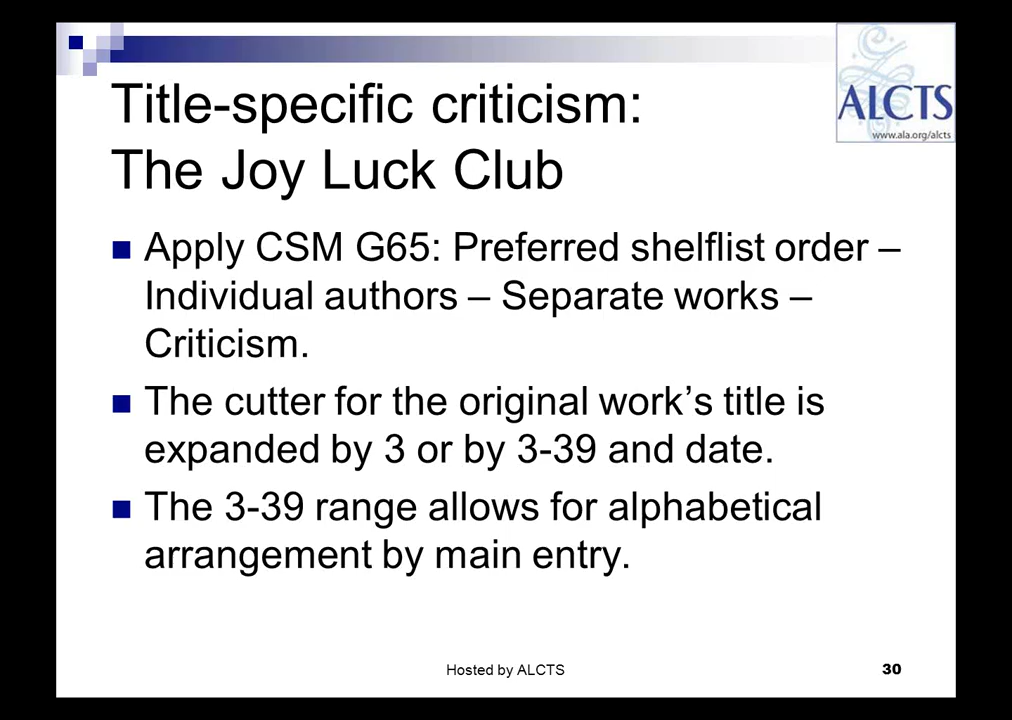 ALCTS
www.ala.org/alcts
Title-specific criticism:
The Joy Luck Club
Apply CSM G65: Preferred shelflist order –
Individual authors – Separate works –
Criticism.
The cutter for the original work’s title is
expanded by 3 or by 3-39 and date.
The 3-39 range allows for alphabetical
arrangement by main entry.
Hosted by ALCTS
30